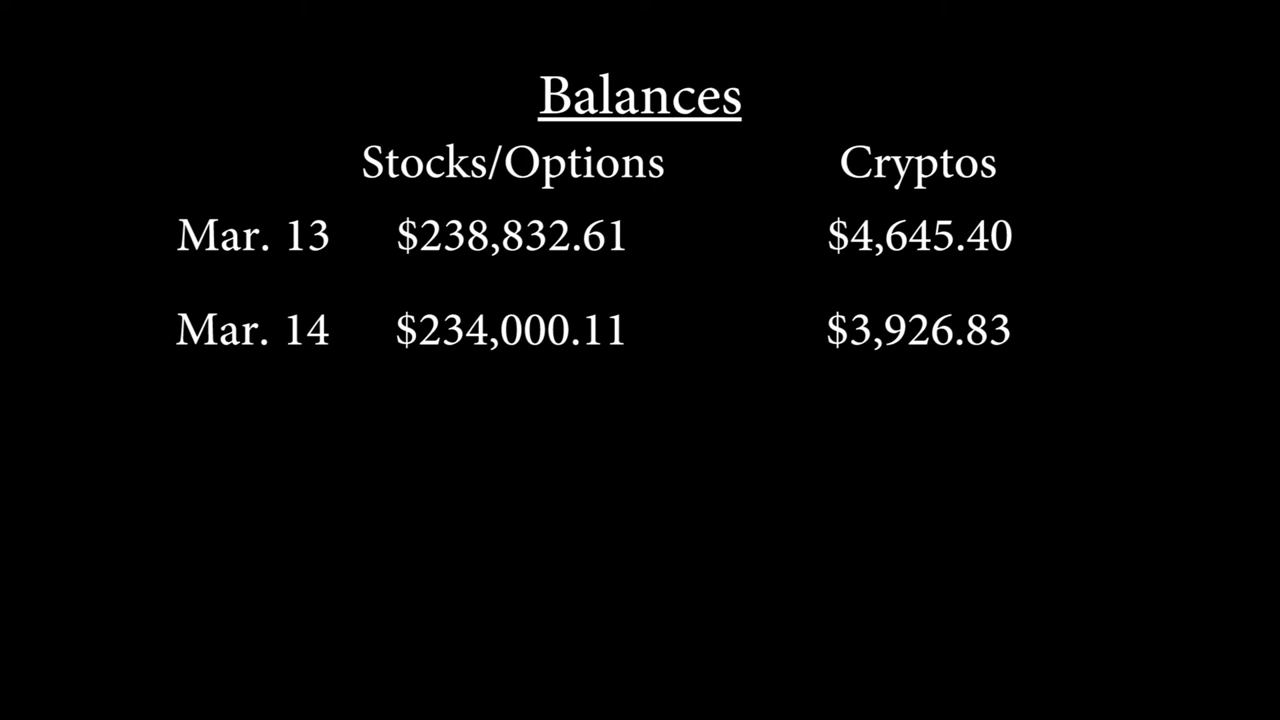 Balances
Stocks/Options Cryptos
Mar. 13 $238,832.61 $4,645.40
Mar. 14 $234,000.11 $3,926.83